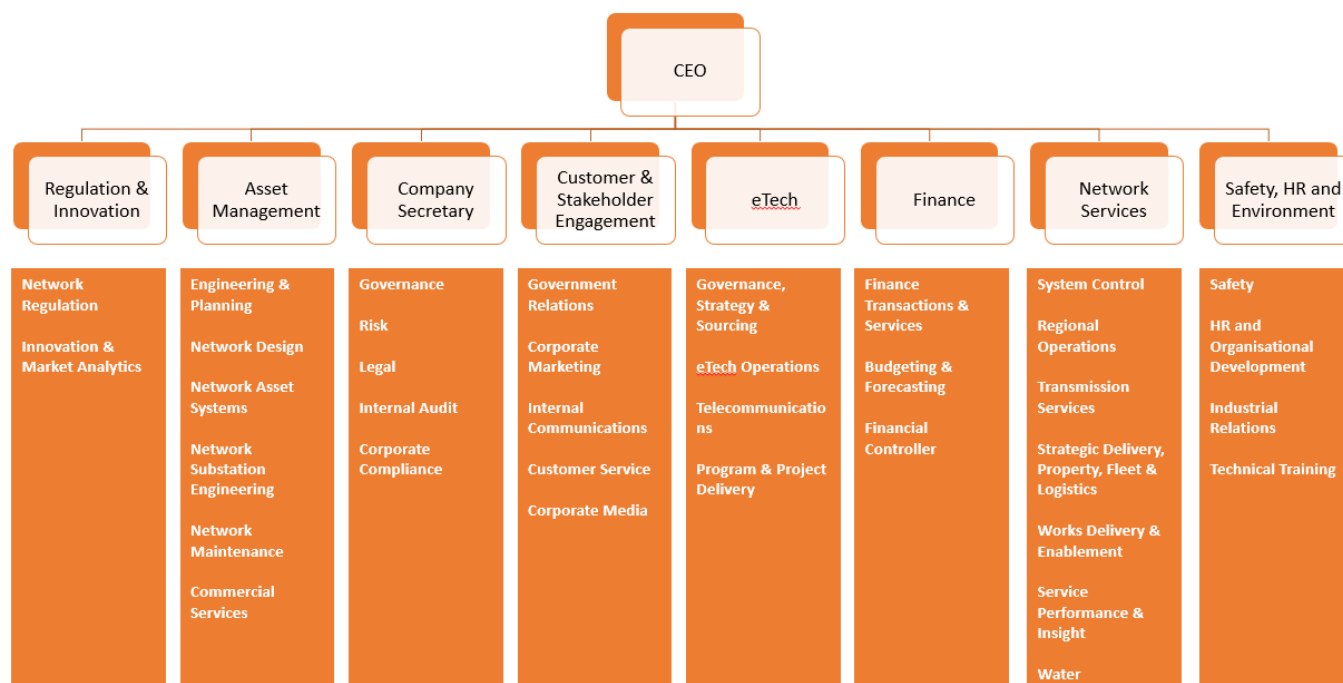 CEO
Regulation &
Innovation
Asset
Management
Company
Secretary
Customer &
Stakeholder
Engagement
eTech
Finance
Network
Services
Safety, HR and
Environment
Network
Regulation
Innovation &
Market Analytics
Engineering &
Planning
Network Design
Network Asset
Systems
Network
Substation
Engineering
Network
Maintenance
Commercial
Services
Governance
Risk
Legal
Internal Audit
Corporate
Compliance
Government
Relations
Corporate
Marketing
Internal
Communications
Customer Service
Corporate Media
Governance,
Strategy &
Sourcing
eTech Operations
Telecommunicatio
ns
Program & Project
Delivery
Finance
Transactions &
Services
Budgeting &
Forecasting
Financial
Controller
System Control
Regional
Operations
Transmission
Services
Strategic Delivery,
Property, Fleet &
Logistics
Works Delivery &
Enablement
Service
Performance &
Insight
Water
Safety
HR and
Organisational
Development
Industrial
Relations
Technical Training